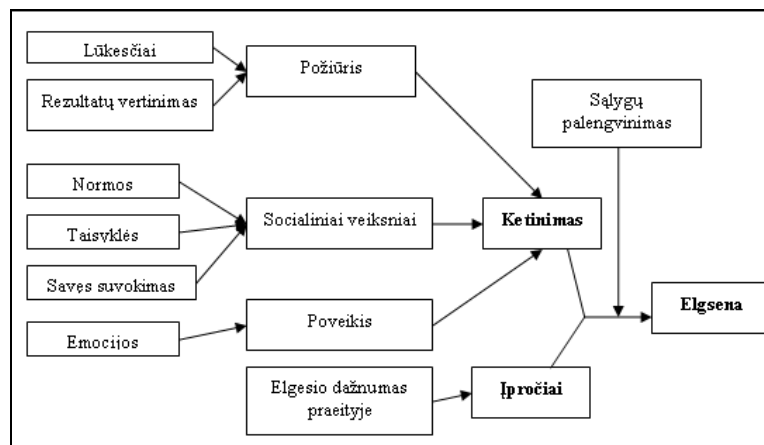 Lūkesčiai
Rezultatų vertinimas
Požiūris
Sąlygų
palengvinimas
Normos
Taisyklės
Savęs suvokimas
Socialiniai veiksniai
Ketinimas
Elgsena
Emocijos
Poveikis
Elgesio dažnumas
praeityje
Įpročiai